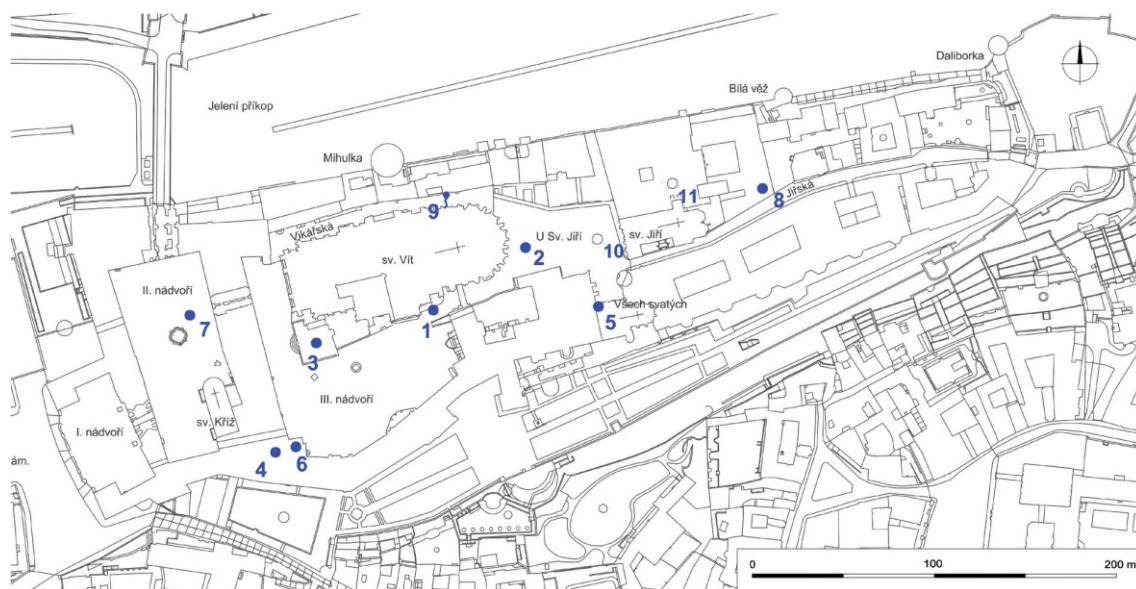 Daliborka
Bílá věž
Jelení příkop
Mihulka
11
8
Jiřská
9
Vikářská
U Sv. Jiří
sv. Jiří
10
2
sv. Vít
II. nádvoří
7
1
5
Všech svatých
3
III. nádvoří
sv. Kříž
I. nádvoří
ám.
4
6
0
100
200 m